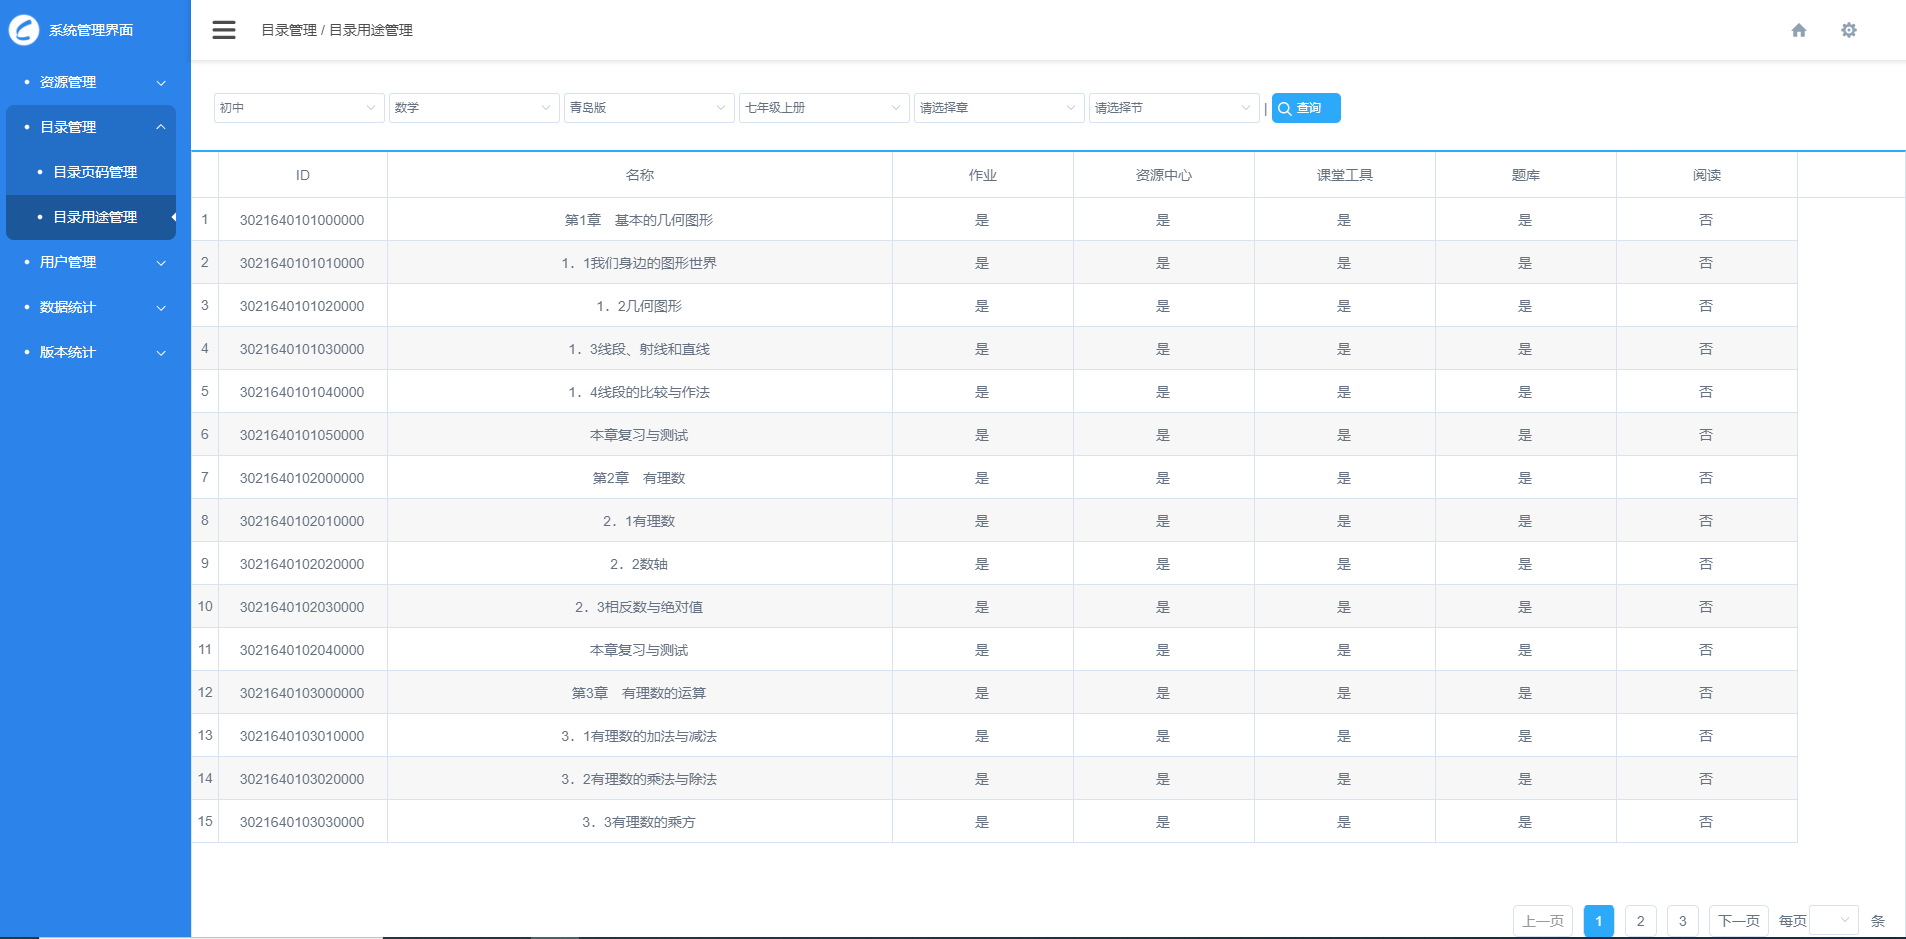 系统管理界面
目录管理 / 目录用途管理
资源管理
目录管理
目录页码管理
目录用途管理
用户管理
数据统计
版本统计
初中 数学 青岛版 七年级上册 请选择章 请选择节 | 查询
ID 名称 作业 资源中心 课堂工具 题库 阅读
1 3021640101000000 第1章　基本的几何图形 是 是 是 是 否
2 3021640101010000 1．1我们身边的图形世界 是 是 是 是 否
3 3021640101020000 1．2几何图形 是 是 是 是 否
4 3021640101030000 1．3线段、射线和直线 是 是 是 是 否
5 3021640101040000 1．4线段的比较与作法 是 是 是 是 否
6 3021640101050000 本章复习与测试 是 是 是 是 否
7 3021640102000000 第2章　有理数 是 是 是 是 否
8 3021640102010000 2．1有理数 是 是 是 是 否
9 3021640102020000 2．2数轴 是 是 是 是 否
10 3021640102030000 2．3相反数与绝对值 是 是 是 是 否
11 3021640102040000 本章复习与测试 是 是 是 是 否
12 3021640103000000 第3章　有理数的运算 是 是 是 是 否
13 3021640103010000 3．1有理数的加法与减法 是 是 是 是 否
14 3021640103020000 3．2有理数的乘法与除法 是 是 是 是 否
15 3021640103030000 3．3有理数的乘方 是 是 是 是 否
上一页 1 2 3 下一页 每页 条